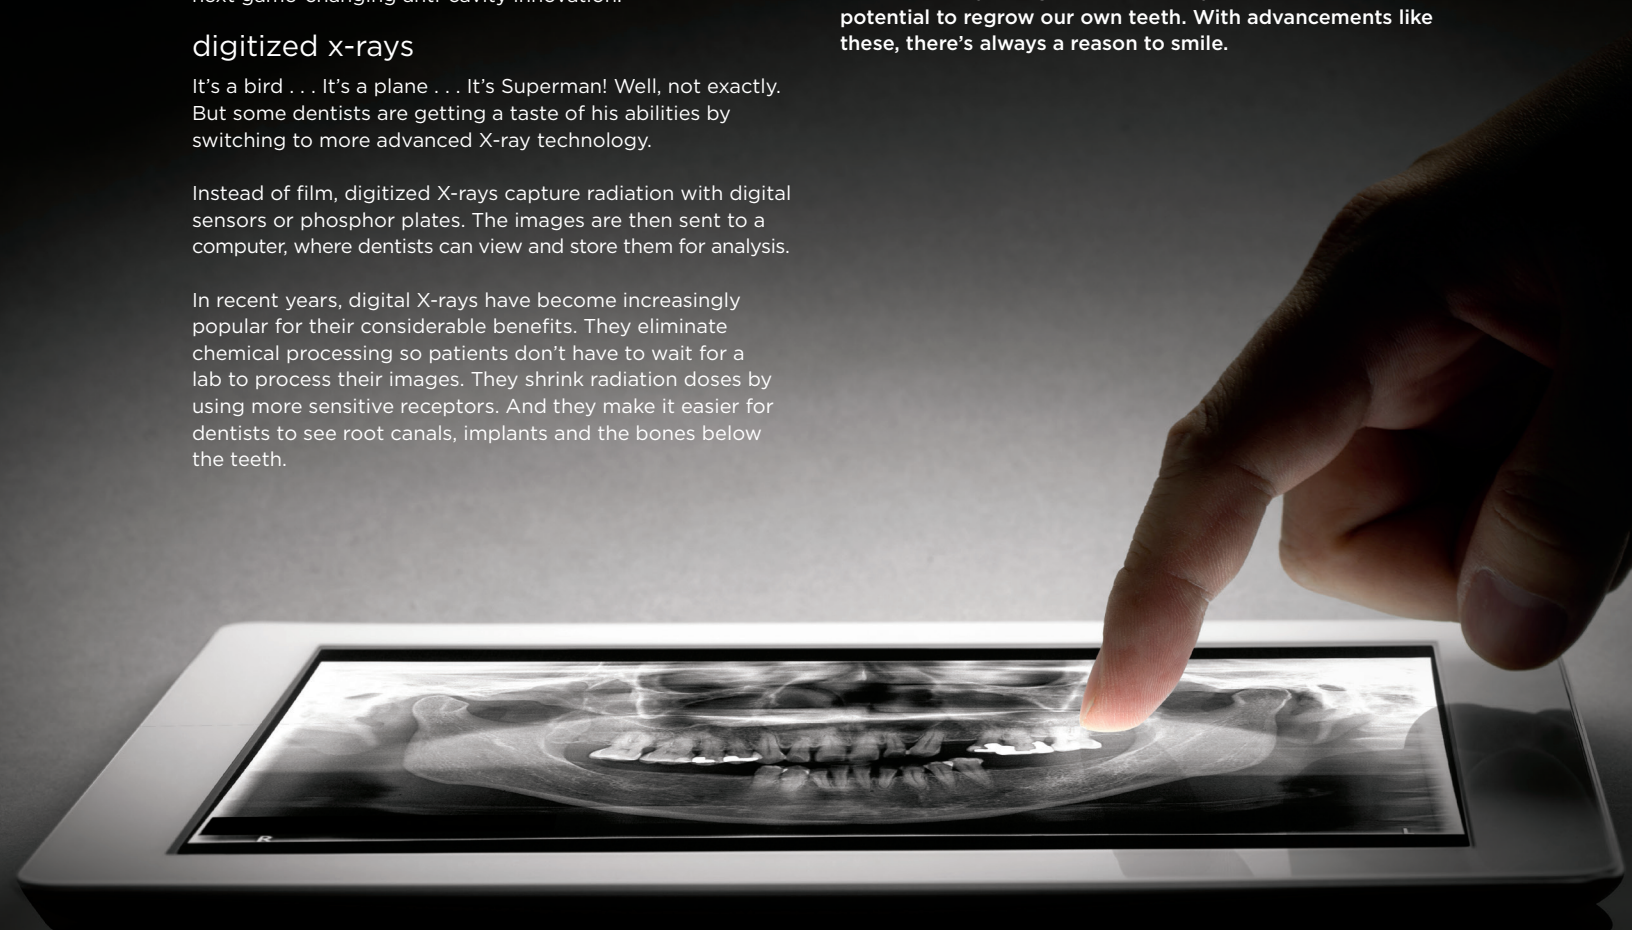 next game-changing anti-cavity innovation.
digitized x-rays
It’s a bird . . . It’s a plane . . . It’s Superman! Well, not exactly.
But some dentists are getting a taste of his abilities by
switching to more advanced X-ray technology.
Instead of film, digitized X-rays capture radiation with digital
sensors or phosphor plates. The images are then sent to a
computer, where dentists can view and store them for analysis.
In recent years, digital X-rays have become increasingly
popular for their considerable benefits. They eliminate
chemical processing so patients don’t have to wait for a
lab to process their images. They shrink radiation doses by
using more sensitive receptors. And they make it easier for
dentists to see root canals, implants and the bones below
the teeth.
potential to regrow our own teeth. With advancements like
these, there’s always a reason to smile.
R